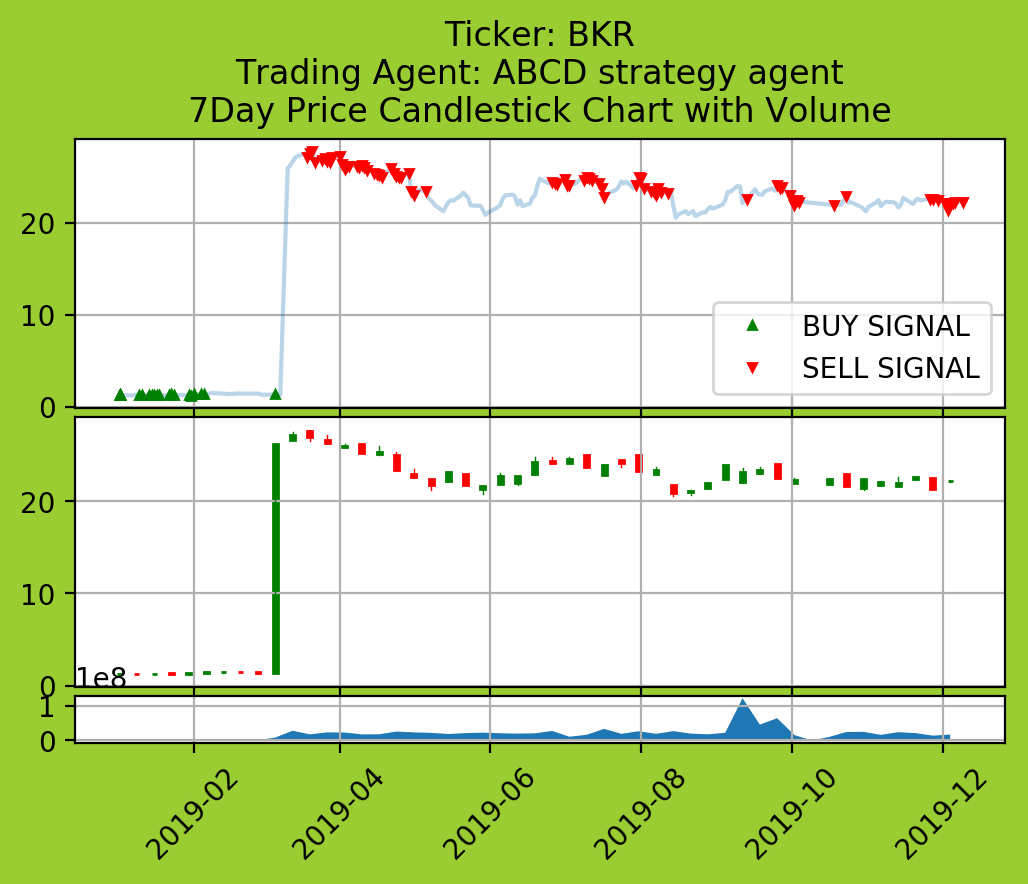 Ticker: BKR
Trading Agent: ABCD strategy agent
7Day Price Candlestick Chart with Volume
20
10
0
BUY SIGNAL
SELL SIGNAL
20
10
0
1e8
1
0
2019-02
2019-04
2019-06
2019-08
2019-10
2019-12